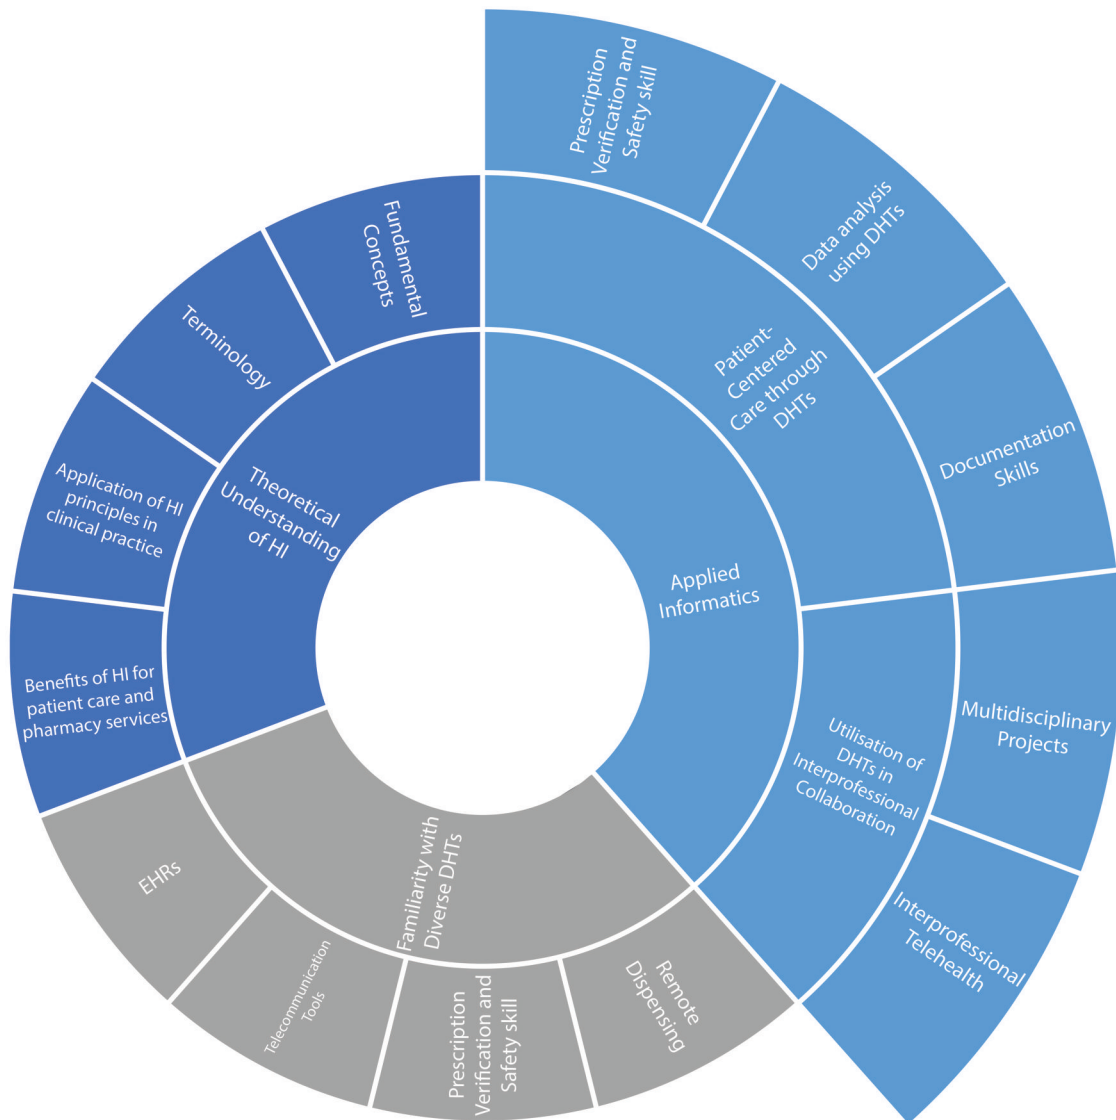 Prescription
Verification and
Safety skill
Data analysis
using DHTs
Documentation
Skills
Multidisciplinary
Projects
Interprofessional
Telehealth
Patient-
Centered
Care through
DHTs
Utilisation of
DHTs in
Interprofessional
Collaboration
Applied
Informatics
Fundamental
Concepts
Terminology
Application of HI
principles in
clinical practice
Benefits of HI for
patient care and
pharmacy services
Theoretical
Understanding
of HI
Familiarity with
Diverse DHTs
EHRs
Telecommunication
Tools
Prescription
Verification and
Safety skill
Remote
Dispensing